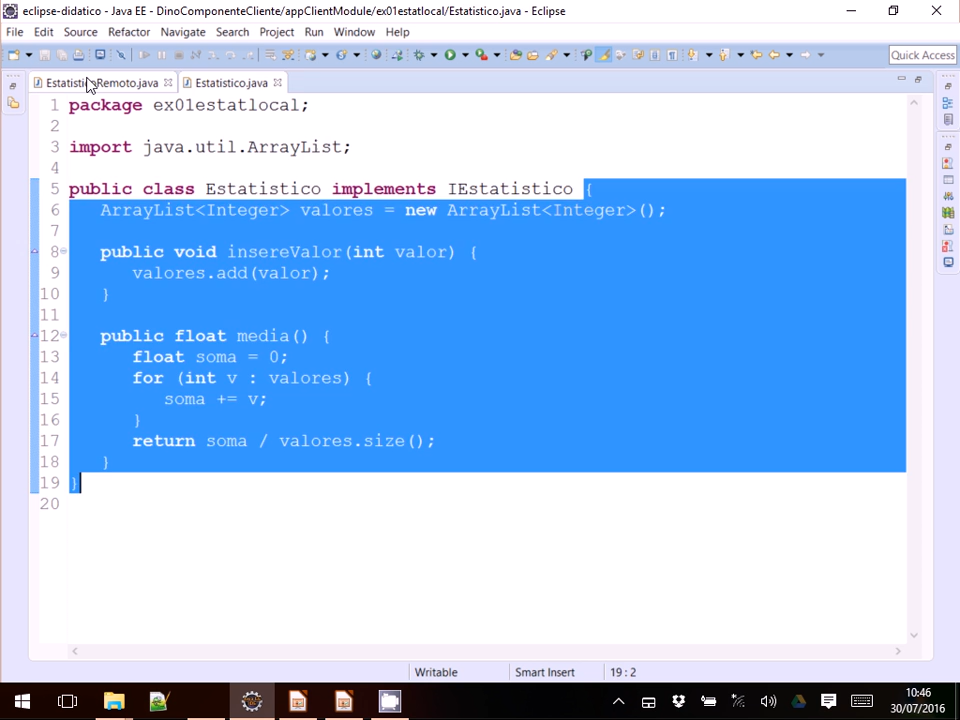 eclipse-didatico - Java EE - DinoComponenteCliente/appClientModule/ex01estatlocal/Estatistico.java - Eclipse
File Edit Source Refactor Navigate Search Project Run Window Help
Quick Access
EstatisticoRemoto.java Estatistico.java
1 package ex01estatlocal;
2
3 import java.util.ArrayList;
4
5 public class Estatistico implements IEstatistico {
6 ArrayList<Integer> valores = new ArrayList<Integer>();
7
8 public void insereValor(int valor) {
9 valores.add(valor);
10 }
11
12 public float media() {
13 float soma = 0;
14 for (int v : valores) {
15 soma += v;
16 }
17 return soma / valores.size();
18 }
19 }
20
Writable Smart Insert 19 : 2
10:46
30/07/2016